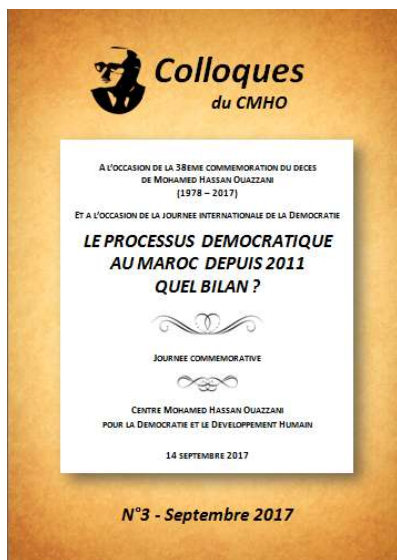 Colloques
du CMHO
A L'OCCASION DE LA 38EME COMMEMORATION DU DECES
DE MOHAMED HASSAN OUAZZANI
(1978 – 2017)
ET A L'OCCASION DE LA JOURNEE INTERNATIONALE DE LA DEMOCRATIE
LE PROCESSUS DEMOCRATIQUE
AU MAROC DEPUIS 2011
QUEL BILAN ?
JOURNEE COMMEMORATIVE
CENTRE MOHAMED HASSAN OUAZZANI
POUR LA DEMOCRATIE ET LE DEVELOPPEMENT HUMAIN
14 SEPTEMBRE 2017
N°3 - Septembre 2017